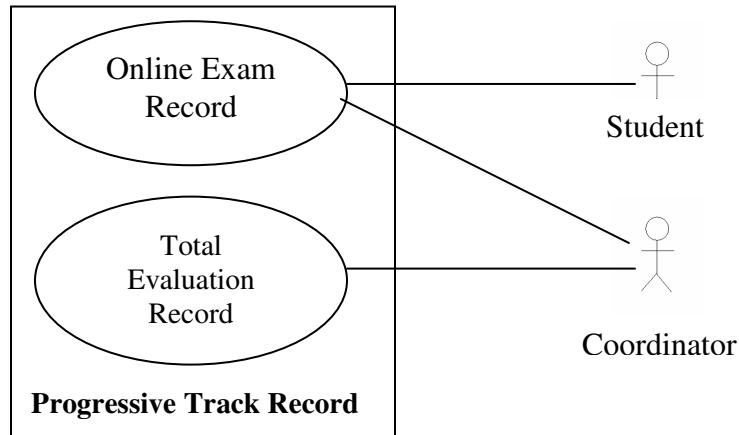 Online Exam
Record
Student
Total
Evaluation
Record
Coordinator
Progressive Track Record